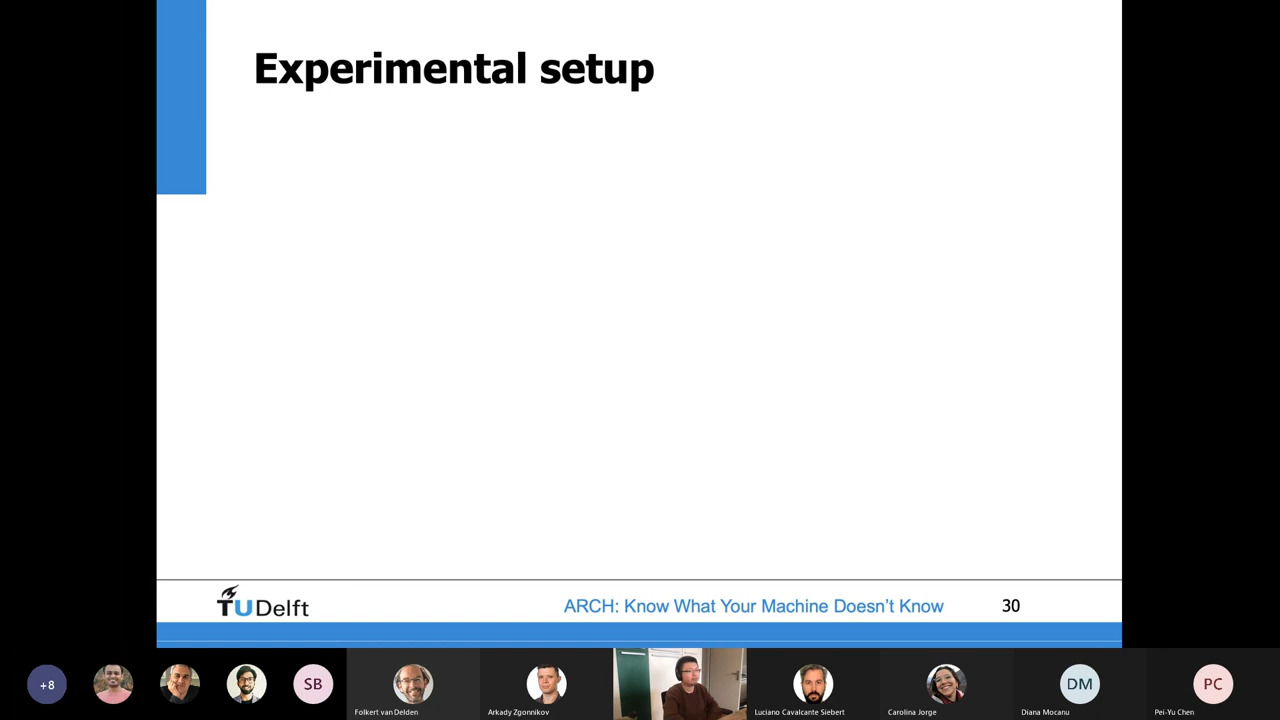 Experimental setup
TUDelft
ARCH: Know What Your Machine Doesn't Know
30
+8
SB
Folkert van Delden
Arkady Zgonnikov
Luciano Cavalcante Siebert
Carolina Jorge
DM
Diana Mocanu
PC
Pei-Yu Chen